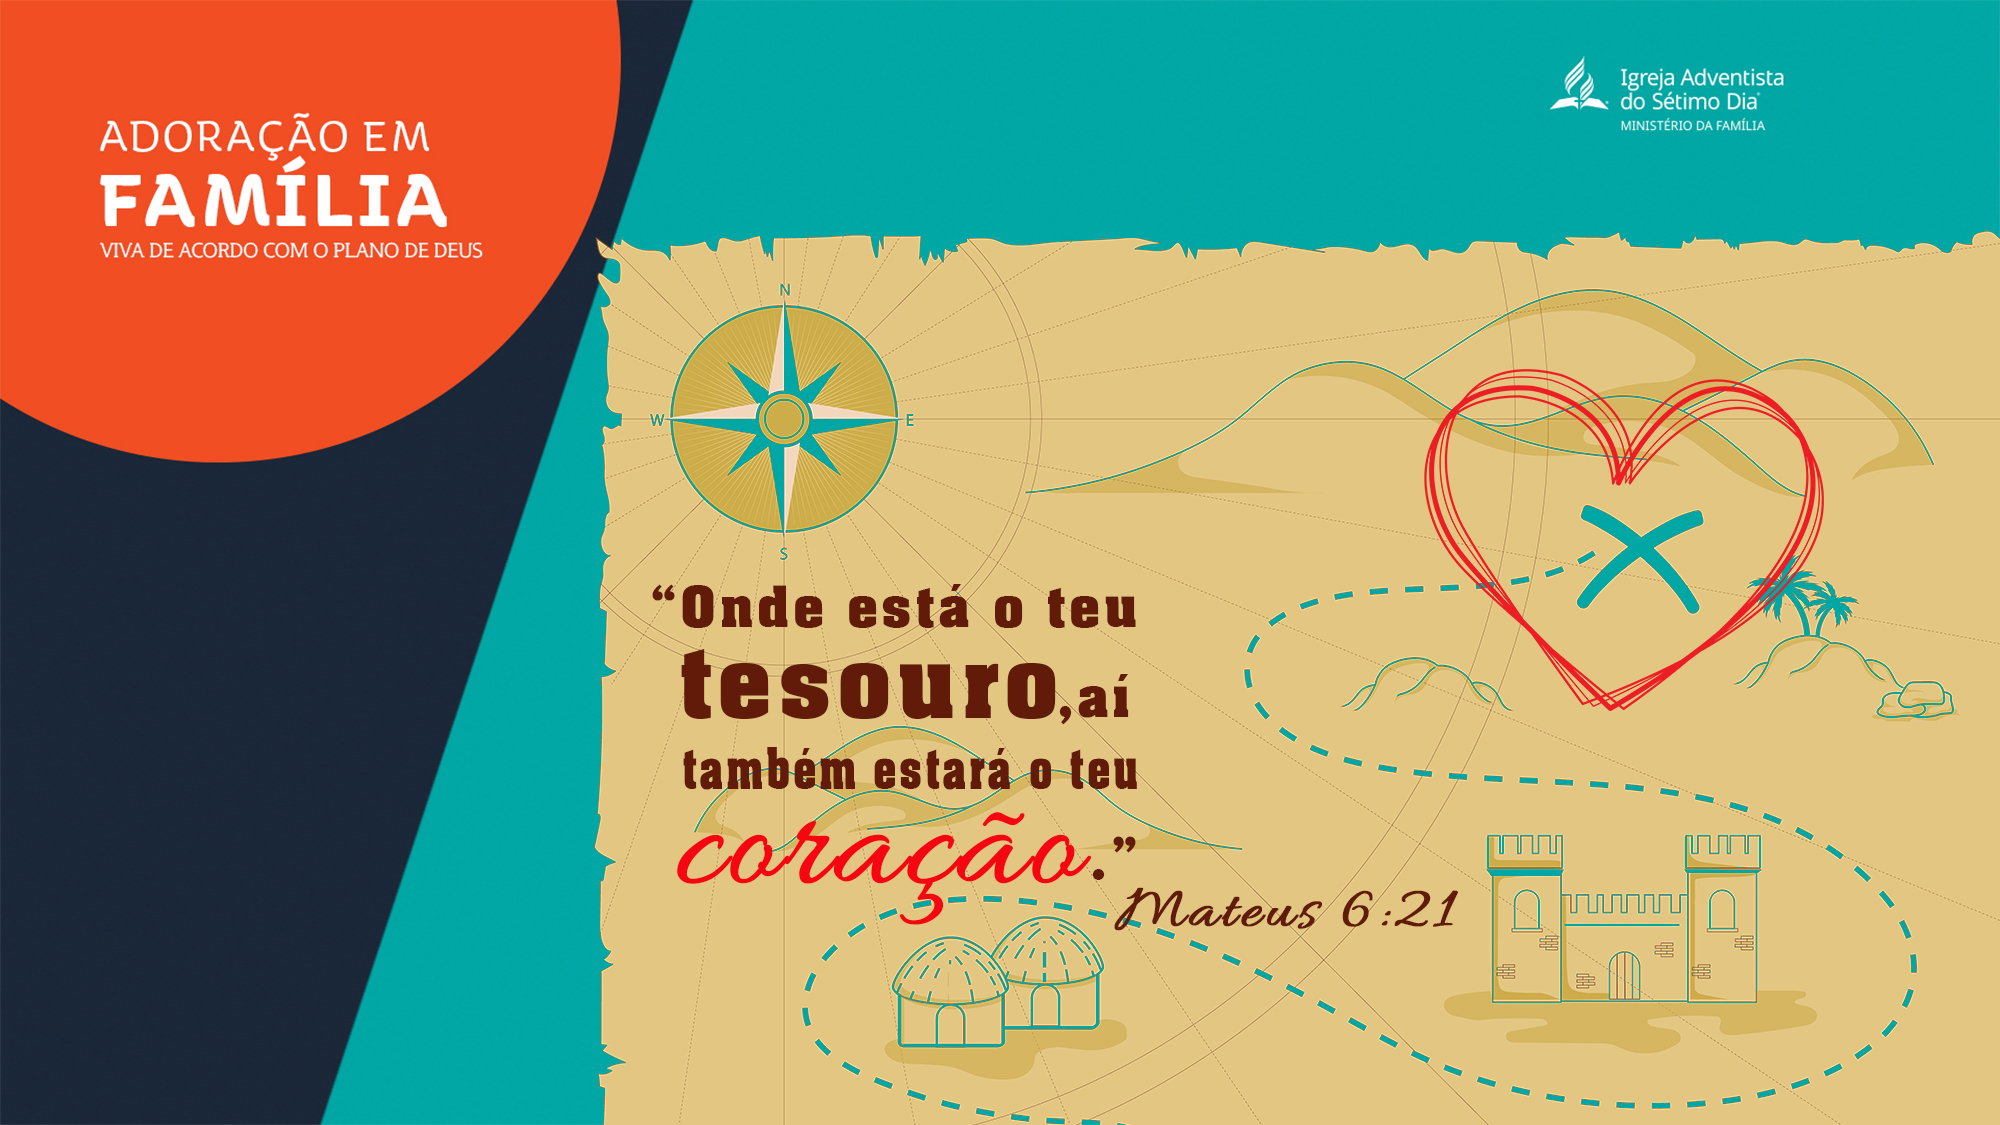 ADORAÇÃO EM
FAMÍLIA
VIVA DE ACORDO COM O PLANO DE DEUS
Igreja Adventista
do Sétimo Dia
MINISTÉRIO DA FAMÍLIA
N
W
E
S
“Onde está o teu
tesouro, aí
também estará o teu
coração.”
Mateus 6:21